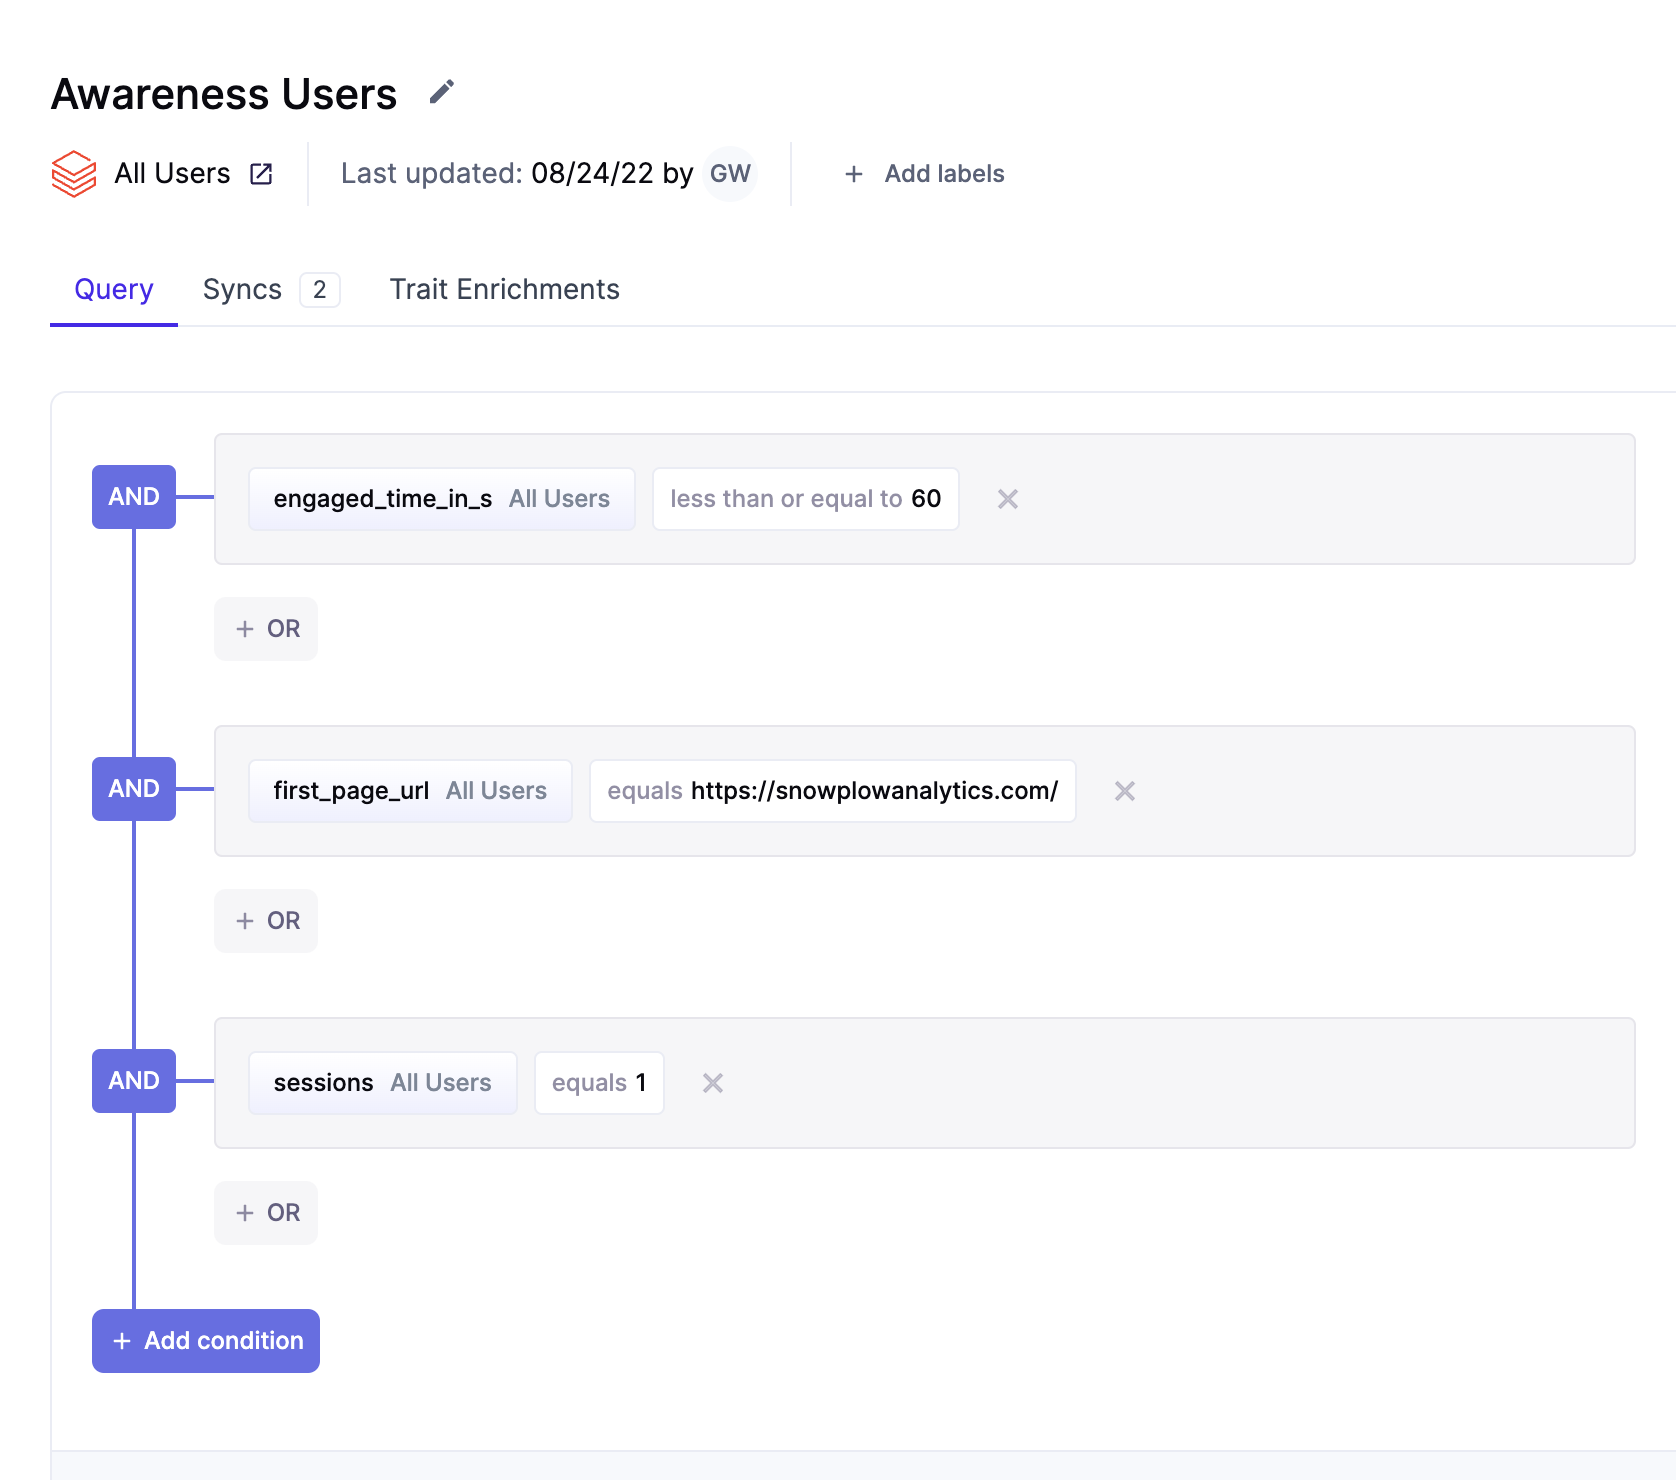 Awareness Users
All Users Last updated: 08/24/22 by GW + Add labels
Query Syncs 2 Trait Enrichments
AND engaged_time_in_s All Users less than or equal to 60
+ OR
AND first_page_url All Users equals https://snowplowanalytics.com/
+ OR
AND sessions All Users equals 1
+ OR
+ Add condition